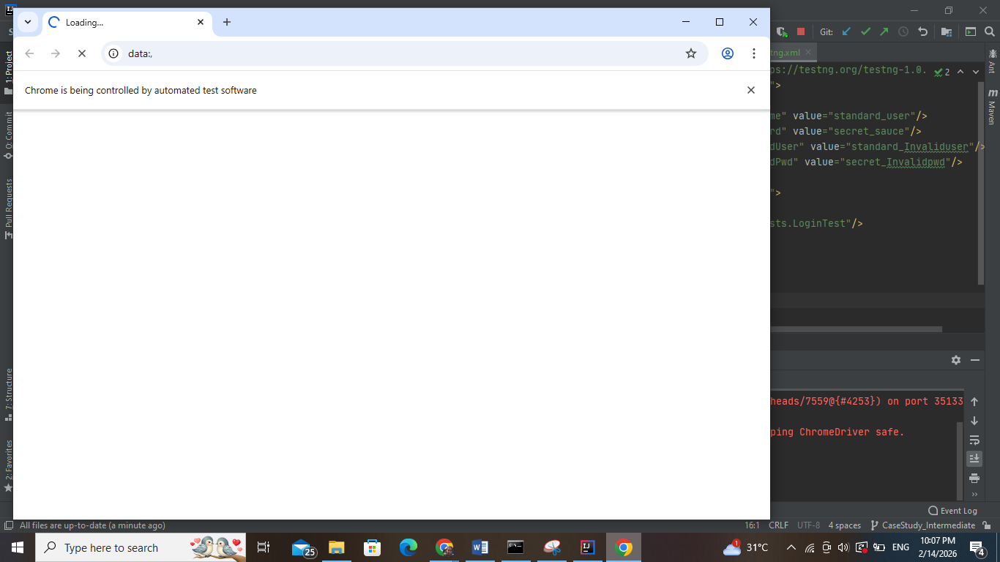 Loading...
data:,
Chrome is being controlled by automated test software
Git:
tng.xml
ps://testng.org/testng-1.0.
2
">
me" value="standard_user"/>
rd" value="secret_sauce"/>
dUser" value="standard_Invaliduser"/>
dPwd" value="secret_Invalidpwd"/>
">
sts.LoginTest"/>
heads/7559@{#4253}) on port 35133
ping ChromeDriver safe.
1: Project
0: Commit
Pull Requests
7: Structure
2: Favorites
Ant
m
Maven
Event Log
All files are up-to-date (a minute ago)
16:1
CRLF
UTF-8
4 spaces
CaseStudy_Intermediate
Type here to search
25
1
31°C
ENG
10:07 PM
2/14/2026
4